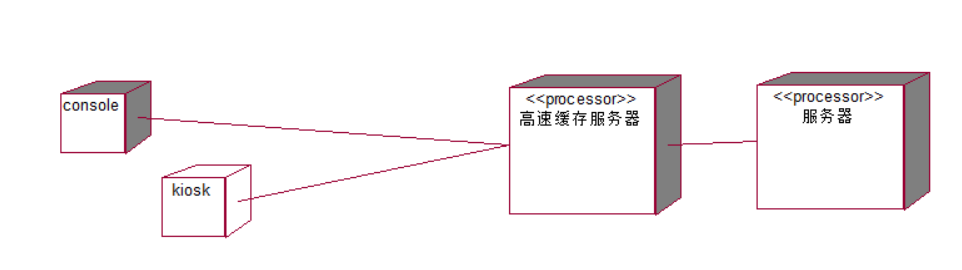 console
kiosk
<<processor>>
高速缓存服务器
<<processor>>
服务器